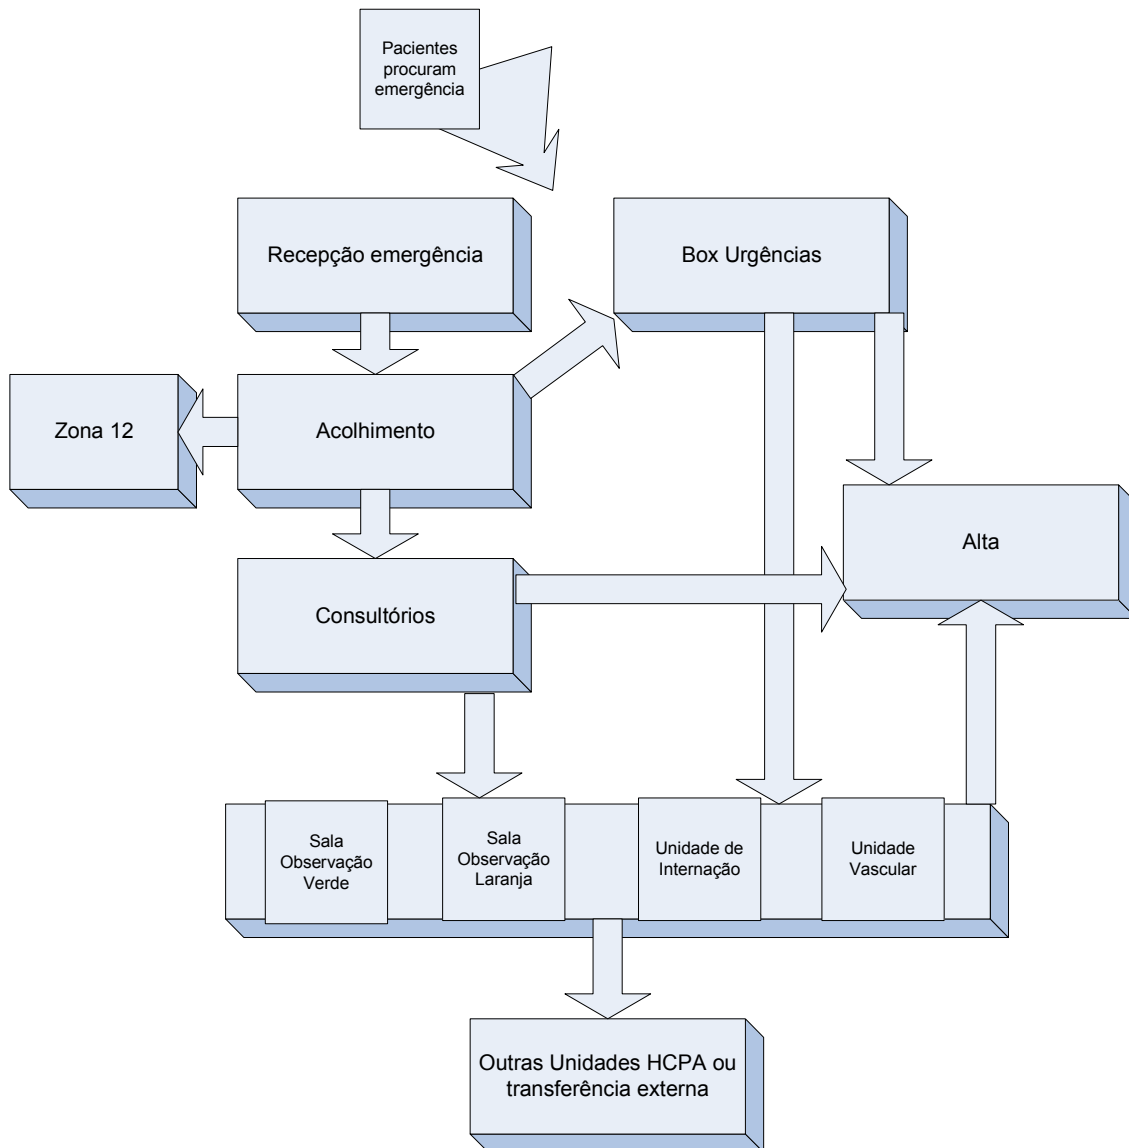 Pacientes
procuram
emergência
Recepção emergência
Box Urgências
Zona 12
Acolhimento
Alta
Consultórios
Sala
Observação
Verde
Sala
Observação
Laranja
Unidade de
Internação
Unidade
Vascular
Outras Unidades HCPA ou
transferência externa